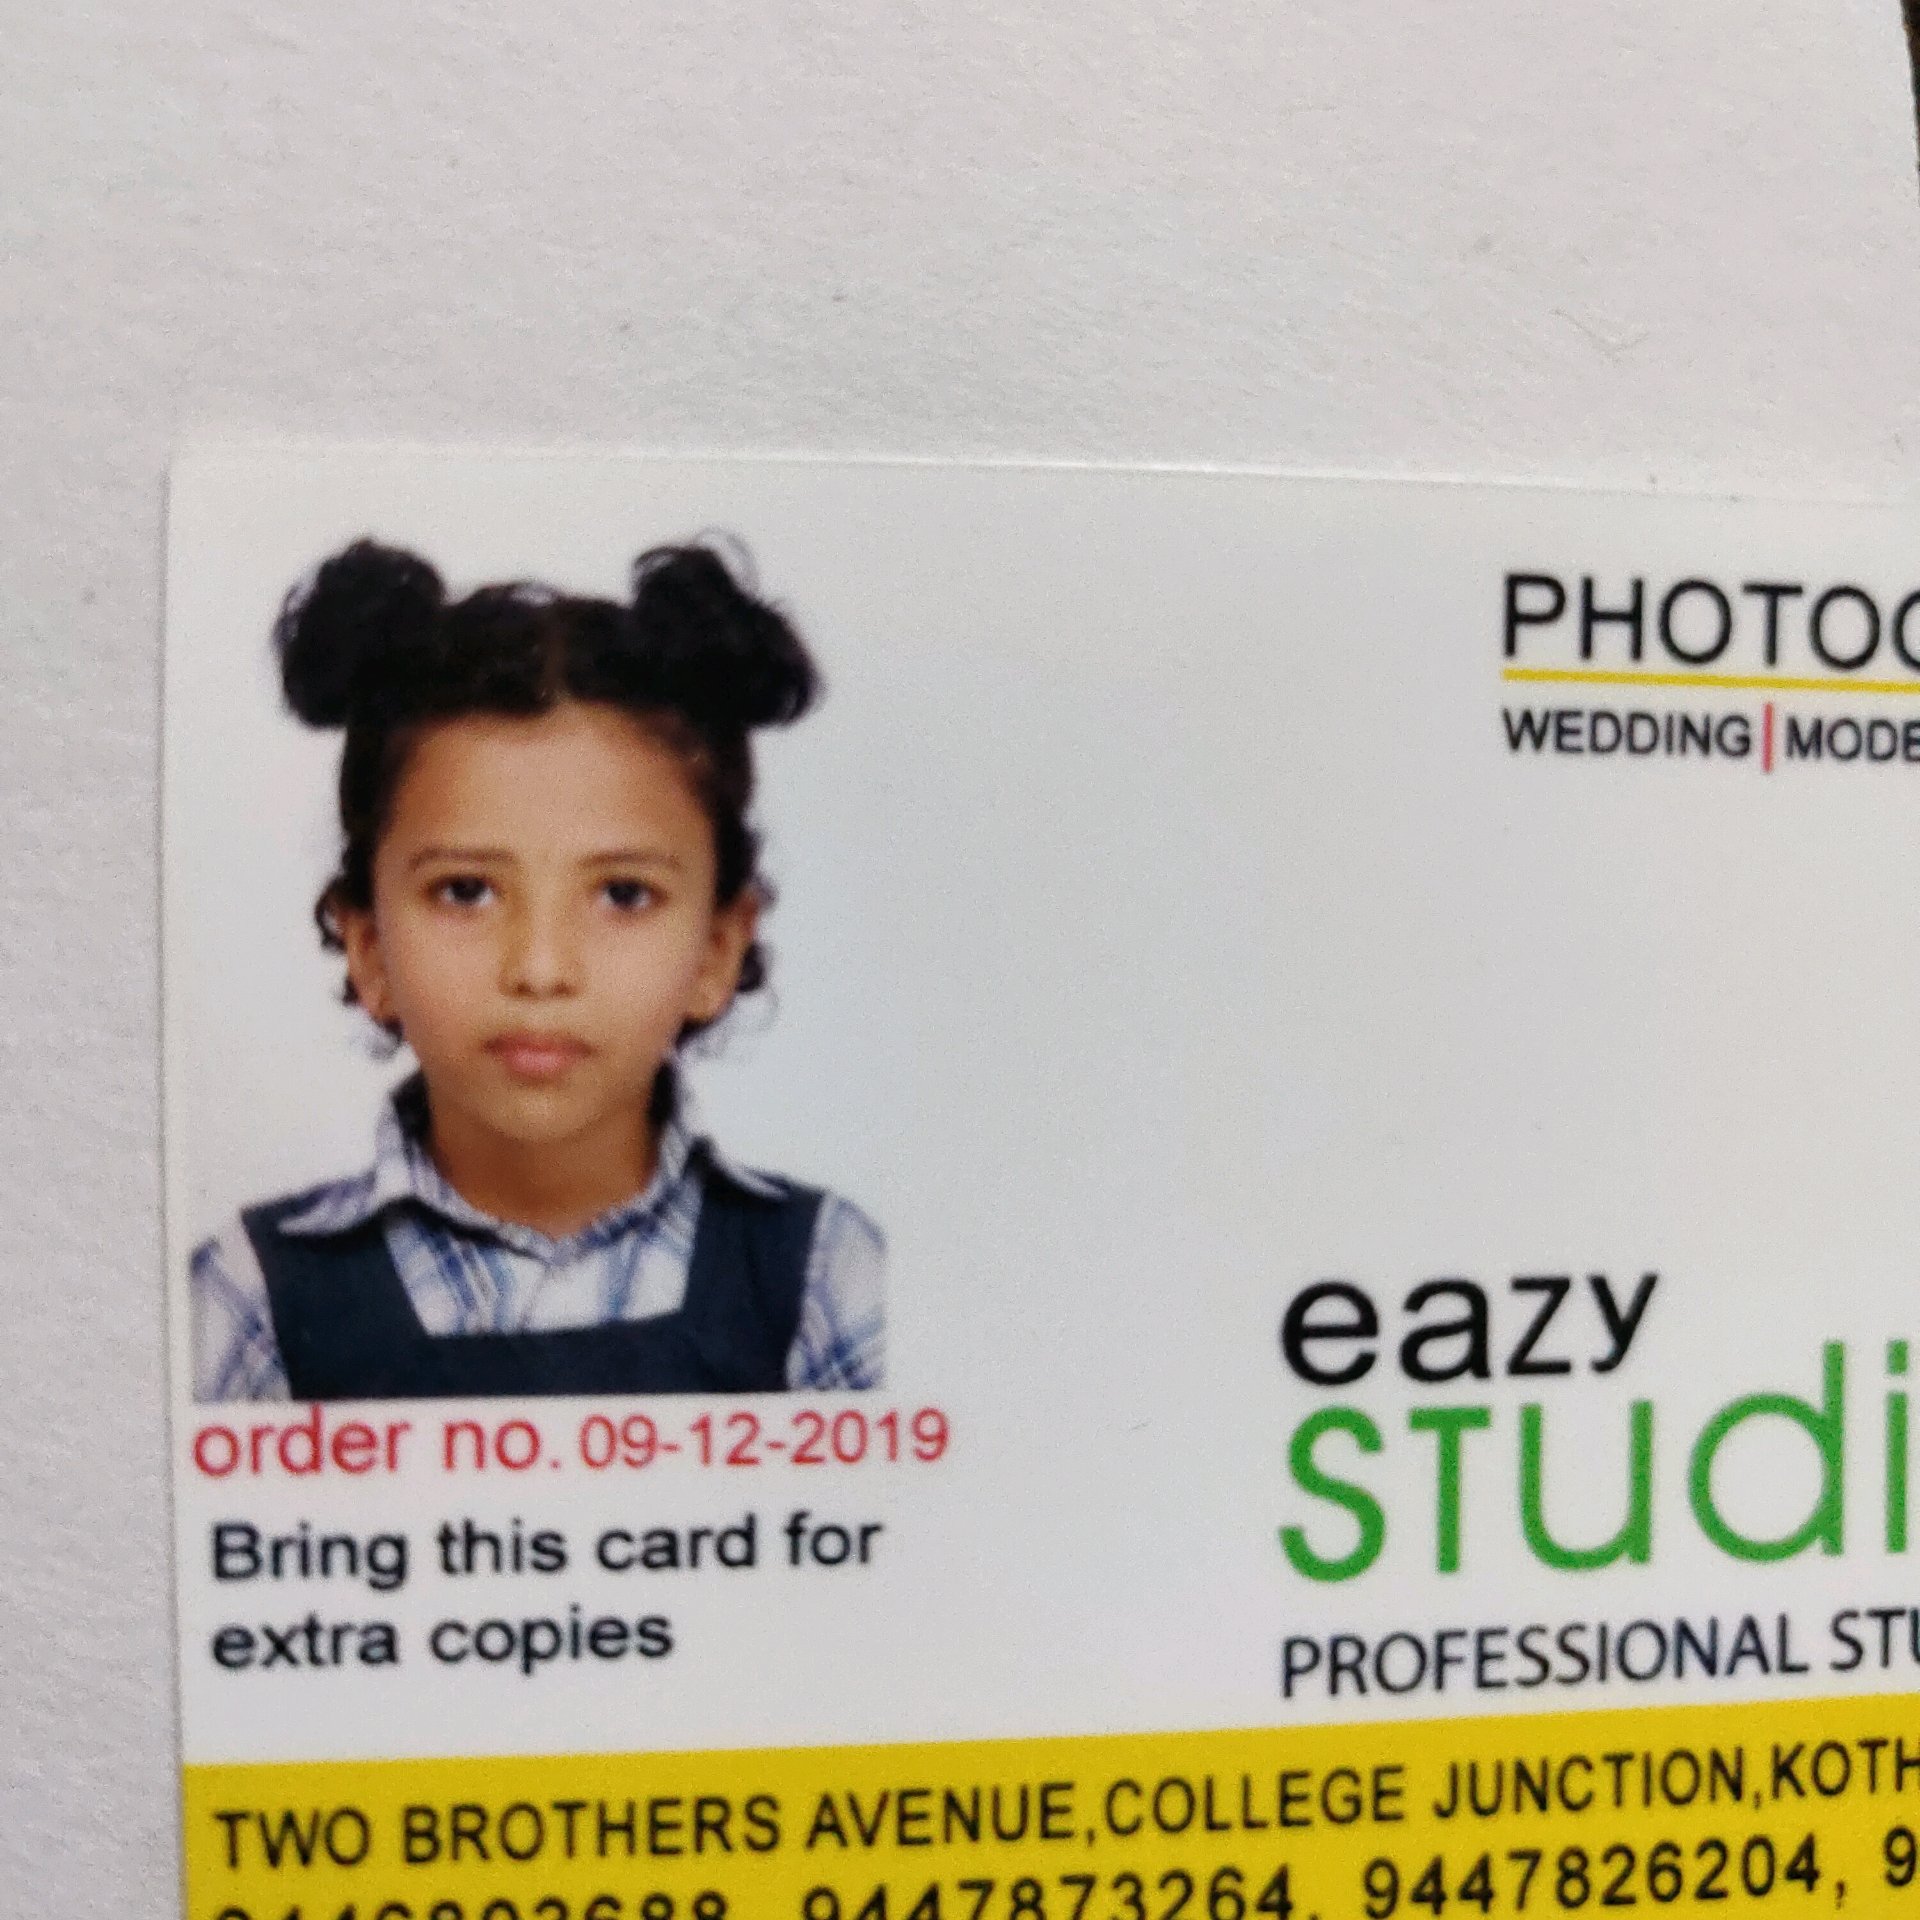 PHOTOG
WEDDING|MODE
eazy
STudi
PROFESSIONAL STU
order no. 09-12-2019
Bring this card for
extra copies
TWO BROTHERS AVENUE,COLLEGE JUNCTION,KOTH
9447873264, 9447826204, 9